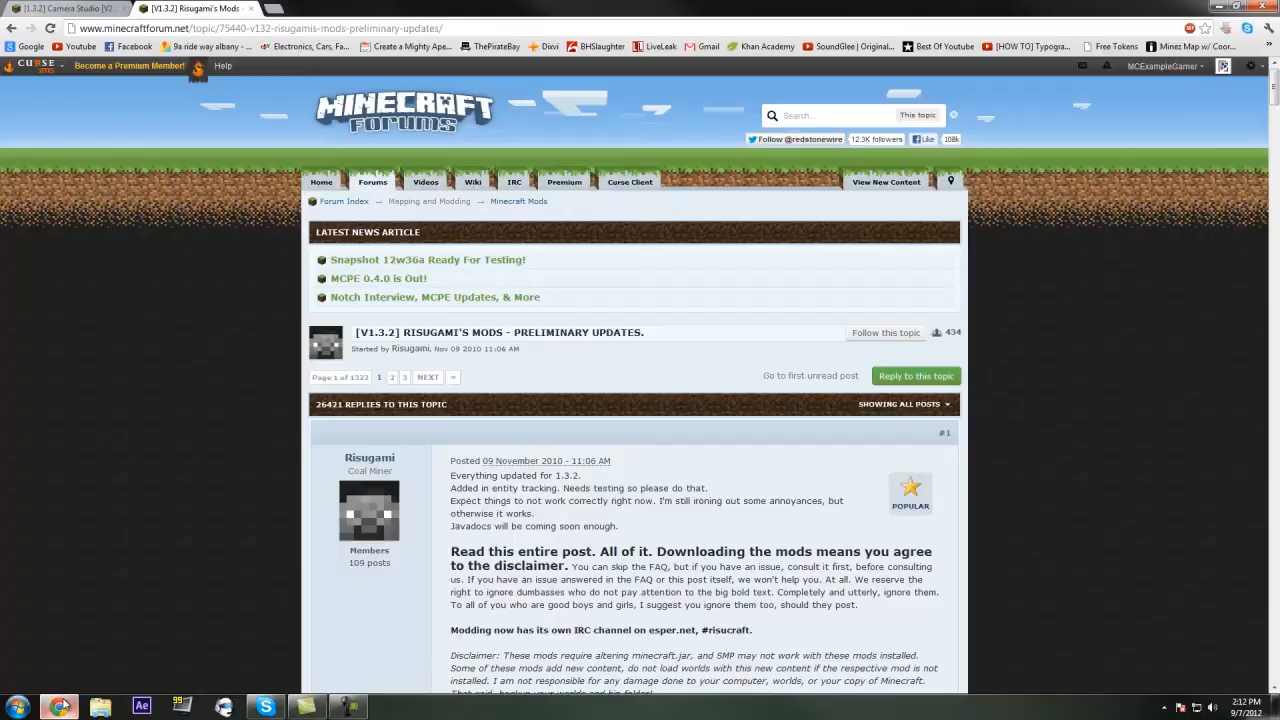 [1.3.2] Camera Studio [V2.
[V1.3.2] Risugami's Mods -
www.minecraftforum.net/topic/75440-v132-risugamis-mods-preliminary-updates/
Google
Youtube
Facebook
9a ride way albany -...
Electronics, Cars, Fa...
Create a Mighty Ape...
ThePirateBay
Dixvi
BHSlaughter
LiveLeak
Gmail
Khan Academy
SoundGlee | Original...
Best Of Youtube
[HOW TO] Typogra...
Free Tokens
Minez Map w/ Coor...
CURSE
Become a Premium Member!
Help
MCExampleGamer
MINECRAFT
FORUMS
Search...
This topic
Follow @redstonewire
12.3K followers
Like
108k
Home
Forums
Videos
Wiki
IRC
Premium
Curse Client
View New Content
Forum Index → Mapping and Modding → Minecraft Mods
LATEST NEWS ARTICLE
Snapshot 12w36a Ready For Testing!
MCPE 0.4.0 is Out!
Notch Interview, MCPE Updates, & More
[V1.3.2] RISUGAMI'S MODS - PRELIMINARY UPDATES.
Follow this topic
434
Started by Risugami, Nov 09 2010 11:06 AM
Page 1 of 1322 1 2 3 NEXT »
Go to first unread post
Reply to this topic
26421 REPLIES TO THIS TOPIC
SHOWING ALL POSTS
#1
Risugami
Coal Miner
Members
109 posts
Posted 09 November 2010 - 11:06 AM
Everything updated for 1.3.2.
Added in entity tracking. Needs testing so please do that.
Expect things to not work correctly right now. I'm still ironing out some annoyances, but
otherwise it works.
Javadocs will be coming soon enough.
POPULAR
Read this entire post. All of it. Downloading the mods means you agree
to the disclaimer. You can skip the FAQ, but if you have an issue, consult it first, before consulting
us. If you have an issue answered in the FAQ or this post itself, we won't help you. At all. We reserve the
right to ignore dumbasses who do not pay attention to the big bold text. Completely and utterly, ignore them.
To all of you who are good boys and girls, I suggest you ignore them too, should they post.
Modding now has its own IRC channel on esper.net, #risucraft.
Disclaimer: These mods require altering minecraft.jar, and SMP may not work with these mods installed.
Some of these mods add new content, do not load worlds with this new content if the respective mod is not
installed. I am not responsible for any damage done to your computer, worlds, or your copy of Minecraft.
That said, backup your worlds and bin folder!
Ae
99
2:12 PM
9/7/2012